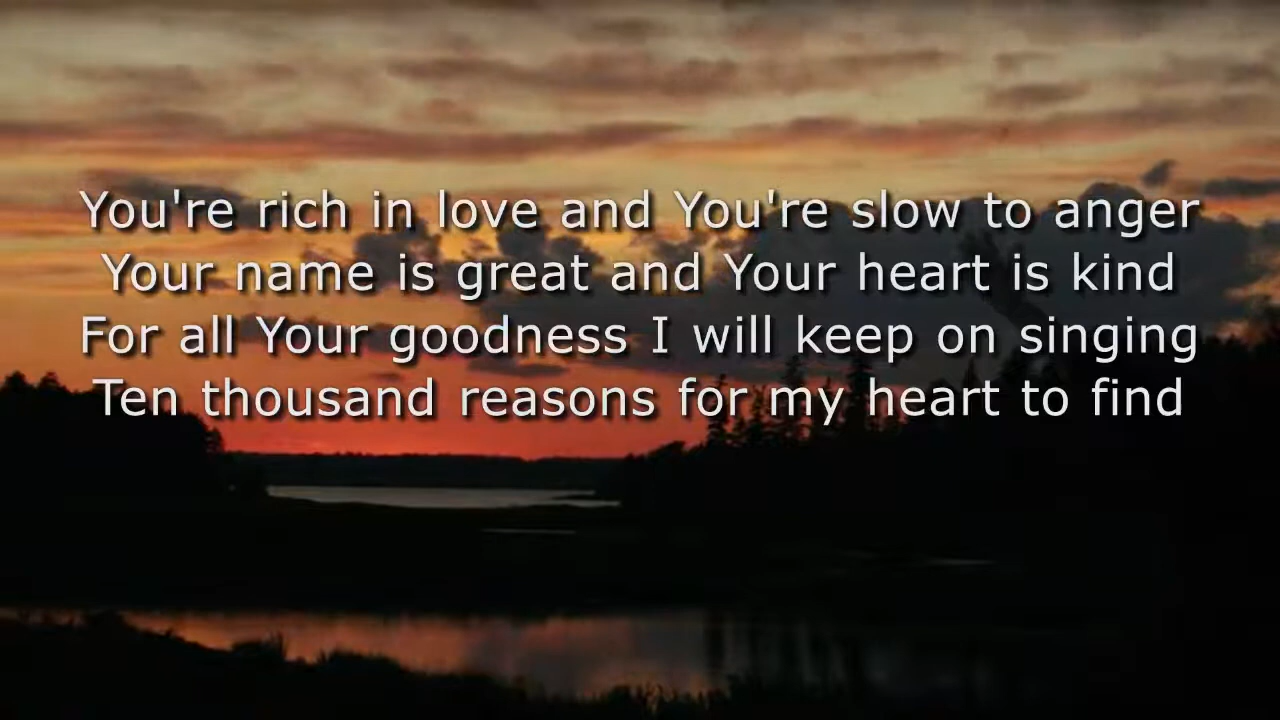 You're rich in love and You're slow to anger
Your name is great and Your heart is kind
For all Your goodness I will keep on singing
Ten thousand reasons for my heart to find